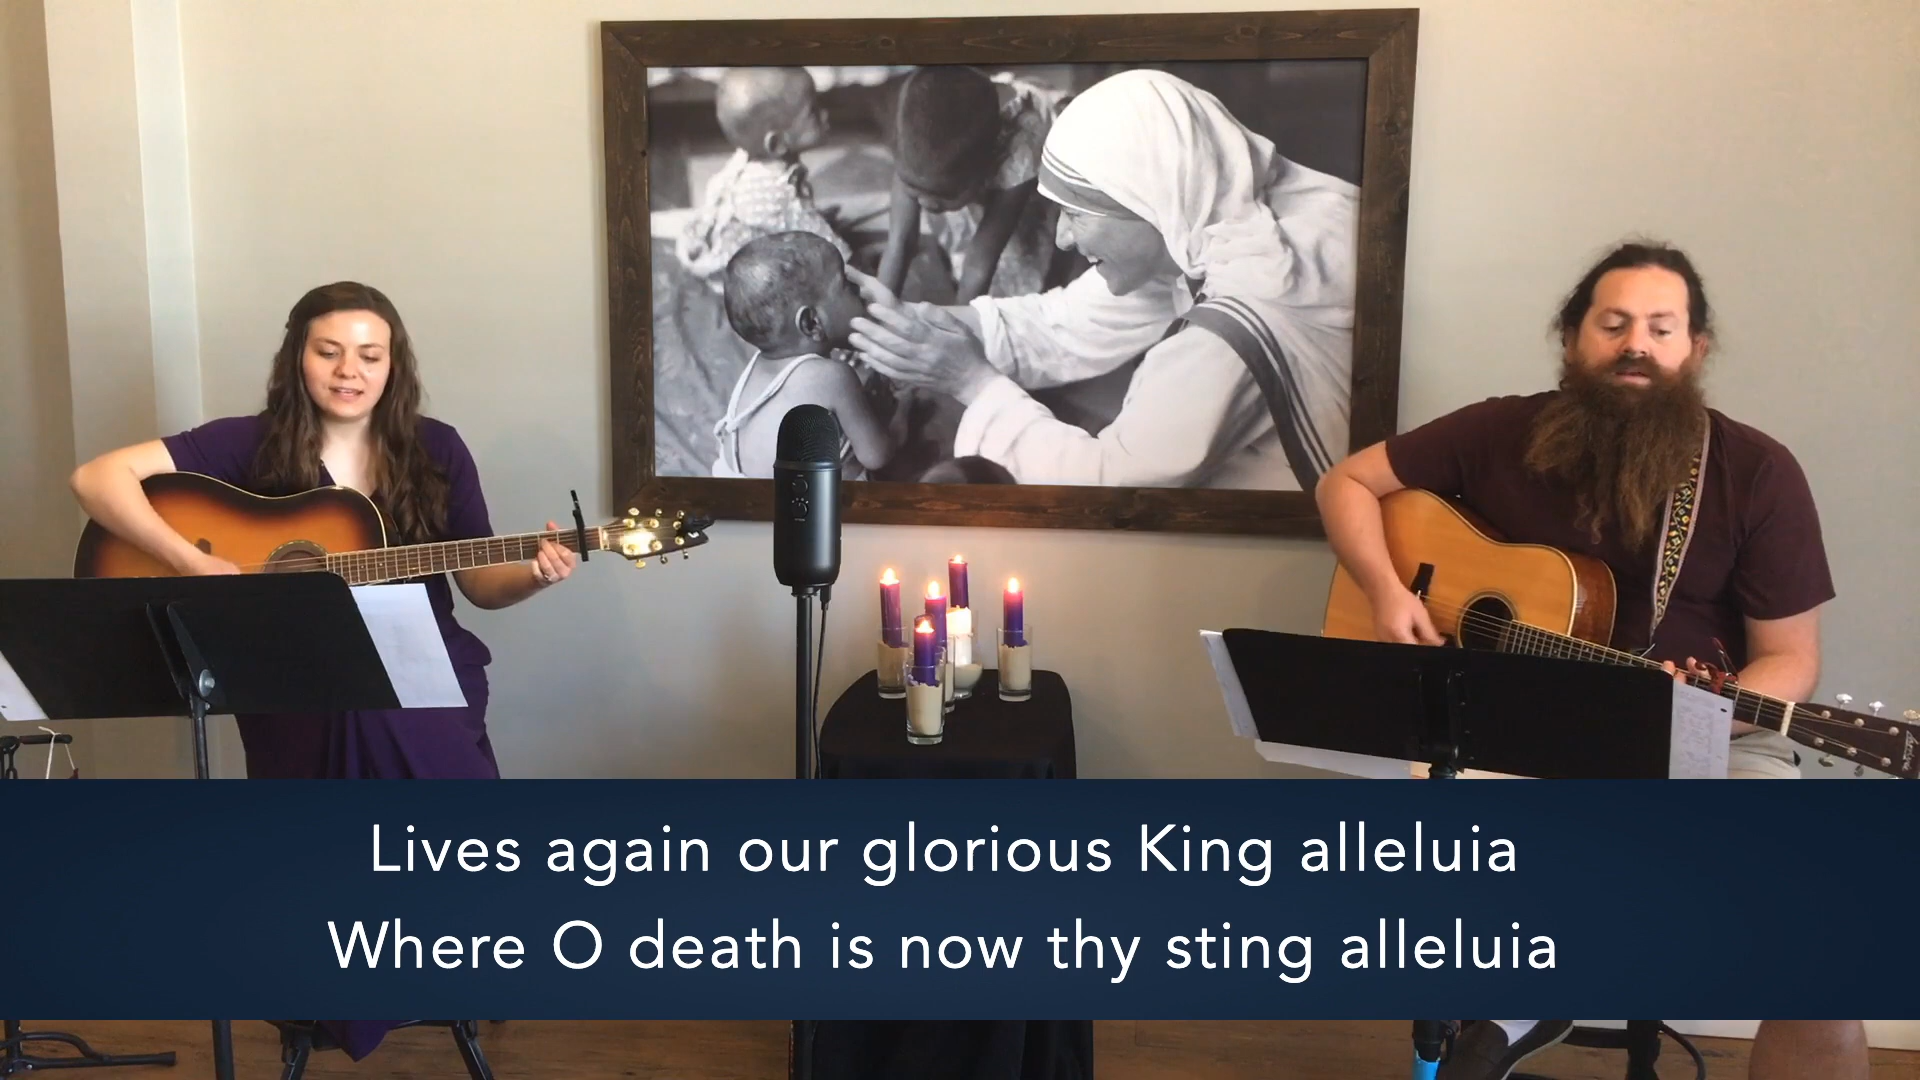 Lives again our glorious King alleluia
Where O death is now thy sting alleluia